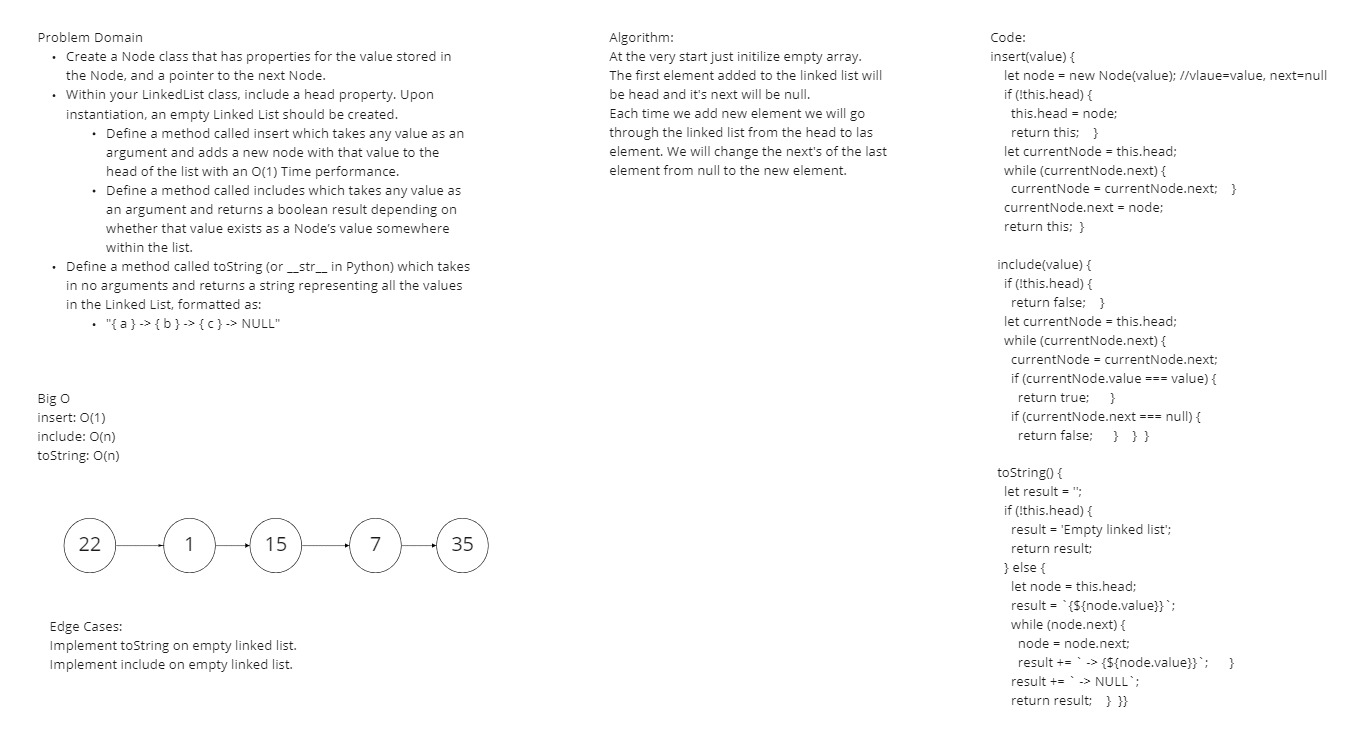 Problem Domain
• Create a Node class that has properties for the value stored in
the Node, and a pointer to the next Node.
• Within your LinkedList class, include a head property. Upon
instantiation, an empty Linked List should be created.
• Define a method called insert which takes any value as an
argument and adds a new node with that value to the
head of the list with an O(1) Time performance.
• Define a method called includes which takes any value as
an argument and returns a boolean result depending on
whether that value exists as a Node's value somewhere
within the list.
• Define a method called toString (or __str__ in Python) which takes
in no arguments and returns a string representing all the values
in the Linked List, formatted as:
• "{ a } -> { b } -> { c } -> NULL"
Big O
insert: O(1)
include: O(n)
toString: O(n)
22 1 15 7 35
Edge Cases:
Implement toString on empty linked list.
Implement include on empty linked list.
Algorithm:
At the very start just initilize empty array.
The first element added to the linked list will
be head and it's next will be null.
Each time we add new element we will go
through the linked list from the head to las
element. We will change the next's of the last
element from null to the new element.
Code:
insert(value) {
let node = new Node(value); //vlaue=value, next=null
if (!this.head) {
this.head = node;
return this; }
let currentNode = this.head;
while (currentNode.next) {
currentNode = currentNode.next; }
currentNode.next = node;
return this; }
include(value) {
if (!this.head) {
return false; }
let currentNode = this.head;
while (currentNode.next) {
currentNode = currentNode.next;
if (currentNode.value === value) {
return true; }
if (currentNode.next === null) {
return false; } } }
toString() {
let result = '';
if (!this.head) {
result = 'Empty linked list';
return result;
} else {
let node = this.head;
result = `{${node.value}}`;
while (node.next) {
node = node.next;
result += ` -> {${node.value}}`; }
result += ` -> NULL`;
return result; } }}